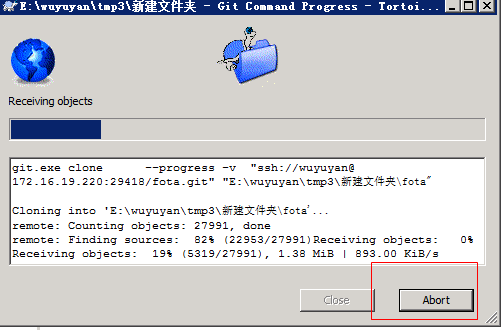 E:\wuyuyan\tmp3\新建文件夹 - Git Command Progress - Tortoi...
Receiving objects
git.exe clone     --progress -v  "ssh://wuyuyan@
172.16.19.220:29418/fota.git" "E:\wuyuyan\tmp3\新建文件夹\fota"
Cloning into 'E:\wuyuyan\tmp3\新建文件夹\fota'...
remote: Counting objects: 27991, done
remote: Finding sources:  82% (22953/27991)Receiving objects:   0%
Receiving objects:  19% (5319/27991), 1.38 MiB | 893.00 KiB/s
Close
Abort